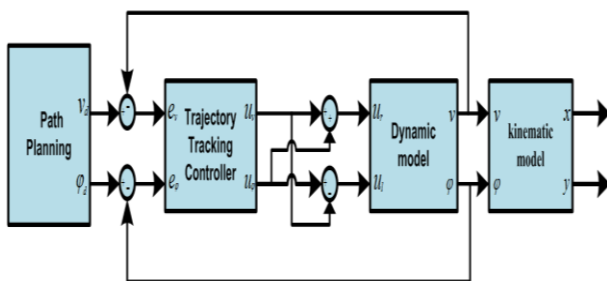 Path
Planning
v_d
φ_d
e_v
e_φ
Trajectory
Tracking
Controller
u_v
u_φ
u_r
u_l
Dynamic
model
v
φ
v
φ
kinematic
model
x
y